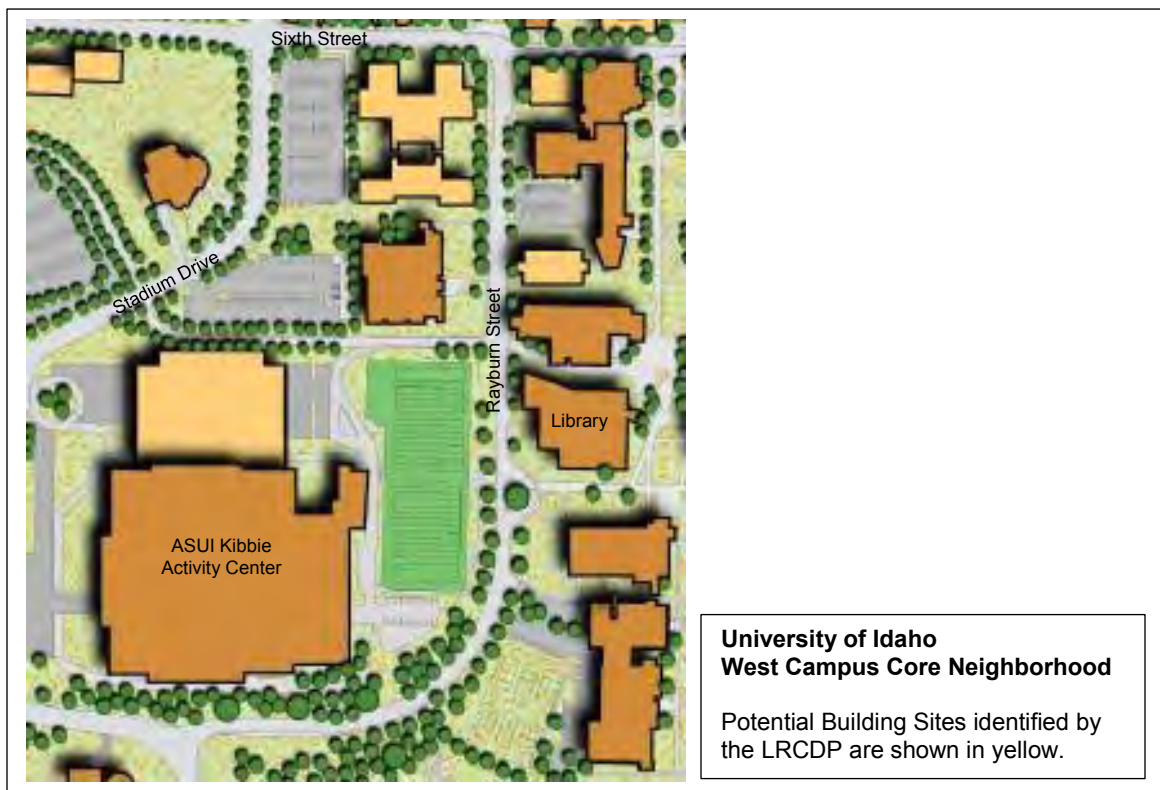 Sixth Street
Stadium Drive
Rayburn Street
Library
ASUI Kibbie
Activity Center
University of Idaho
West Campus Core Neighborhood
Potential Building Sites identified by
the LRCDP are shown in yellow.